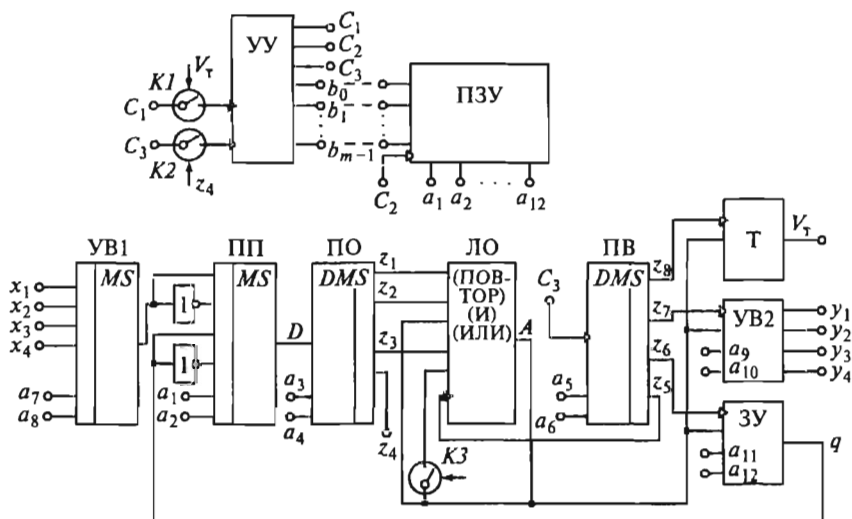 УУ
C₁
C₂
C₃
b₀
b₁
bₘ₋₁
Vт
K1
C₁
C₃
K2
z₄
ПЗУ
C₂
a₁ a₂ a₁₂
УВ1
MS
x₁
x₂
x₃
x₄
a₇
a₈
1
1
ПП
MS
a₁
a₂
D
ПО
DMS
a₃
a₄
z₁
z₂
z₃
z₄
ЛО
(ПОВ-
ТОР)
(И)
(ИЛИ)
A
K3
ПВ
DMS
C₃
a₅
a₆
z₈
z₇
z₆
z₅
Т
Vт
УВ2
a₉
a₁₀
y₁
y₂
y₃
y₄
ЗУ
a₁₁
a₁₂
q